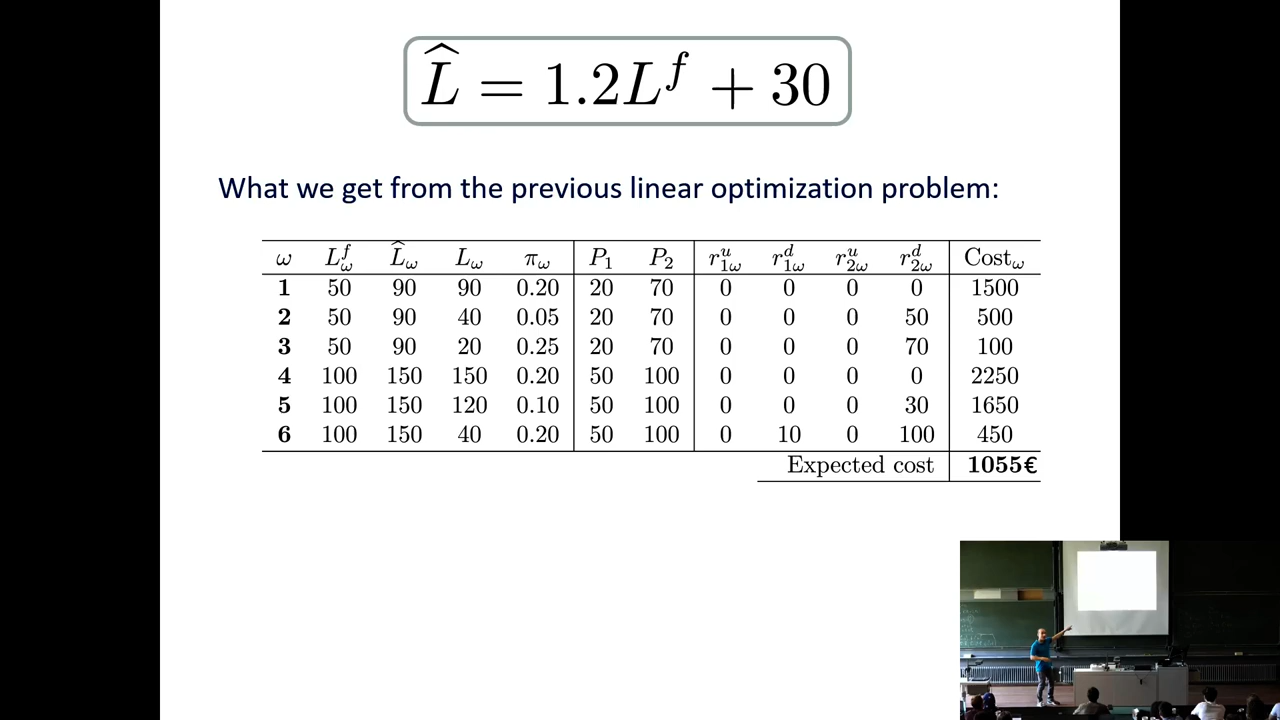 L̂ = 1.2L^f + 30
What we get from the previous linear optimization problem:
ω L^f_ω L̂_ω L_ω π_ω P_1 P_2 r^u_1ω r^d_1ω r^u_2ω r^d_2ω Cost_ω
1 50 90 90 0.20 20 70 0 0 0 0 1500
2 50 90 40 0.05 20 70 0 0 0 50 500
3 50 90 20 0.25 20 70 0 0 0 70 100
4 100 150 150 0.20 50 100 0 0 0 0 2250
5 100 150 120 0.10 50 100 0 0 0 30 1650
6 100 150 40 0.20 50 100 0 10 0 100 450
Expected cost 1055€